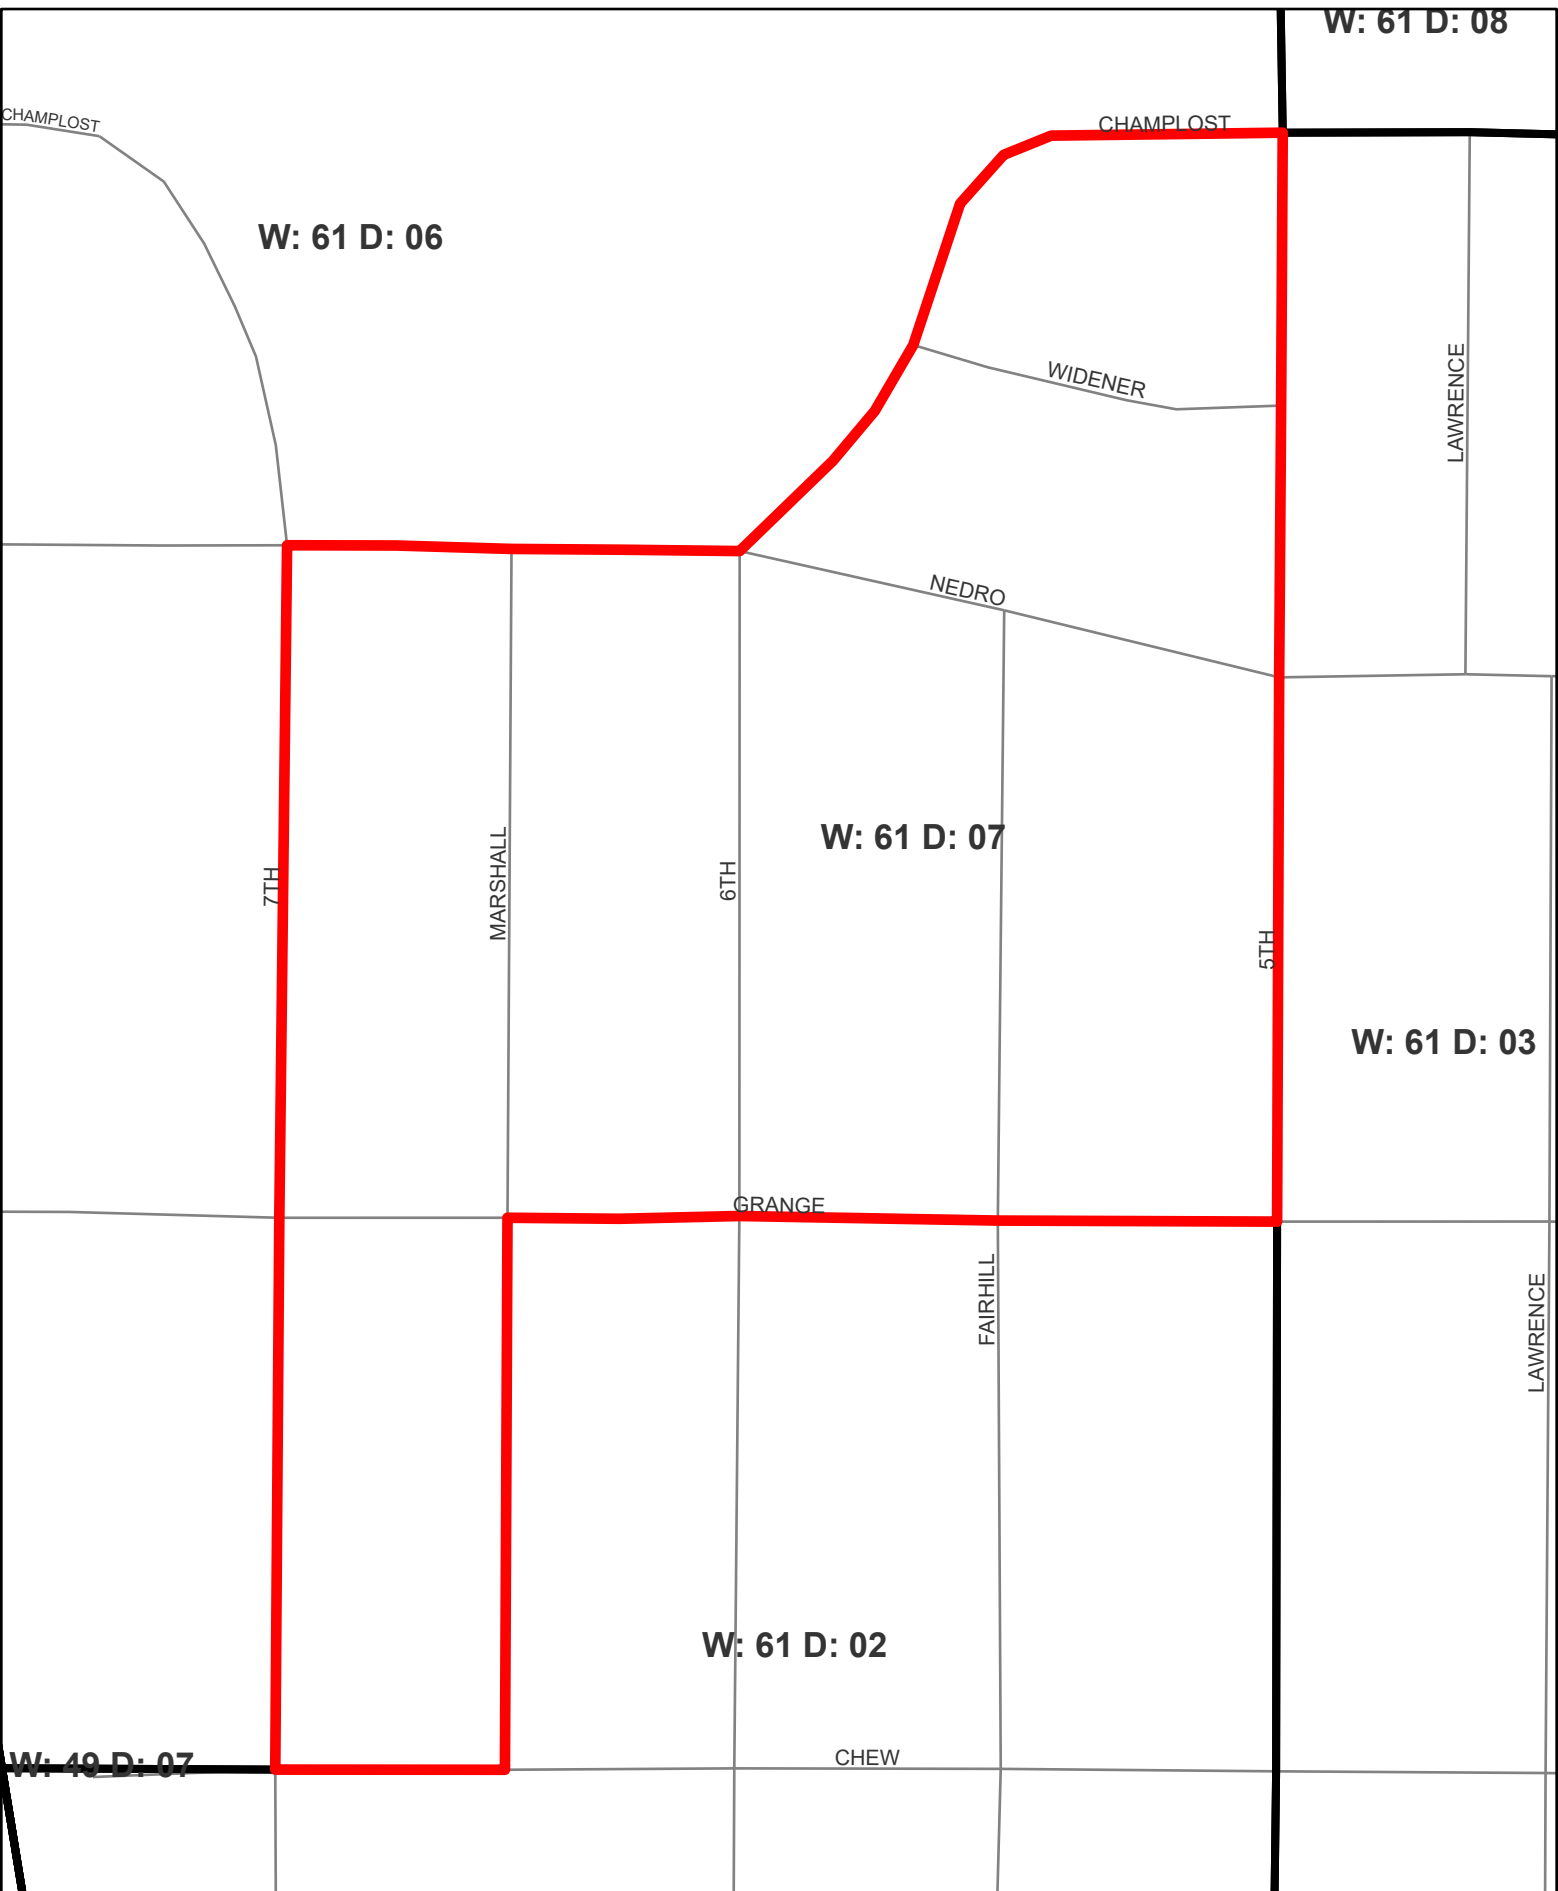 W: 61 D: 08
CHAMPLOST
CHAMPLOST
W: 61 D: 06
WIDENER
LAWRENCE
NEDRO
W: 61 D: 07
7TH
MARSHALL
6TH
5TH
W: 61 D: 03
GRANGE
FAIRHILL
LAWRENCE
W: 61 D: 02
CHEW
W: 49 D: 07